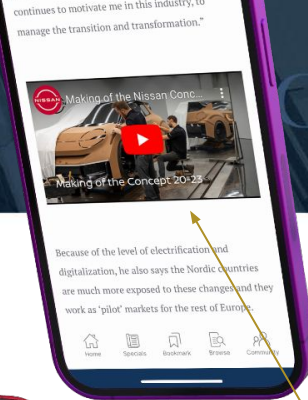 continues to motivate me in this industry, to
manage the transition and transformation."
NISSAN
Making of the Nissan Conc...
Making of the Concept 20-23
Because of the level of electrification and
digitalization, he also says the Nordic countries
are much more exposed to these changes and they
work as 'pilot' markets for the rest of Europe.
Home
Specials
Bookmark
Browse
Community